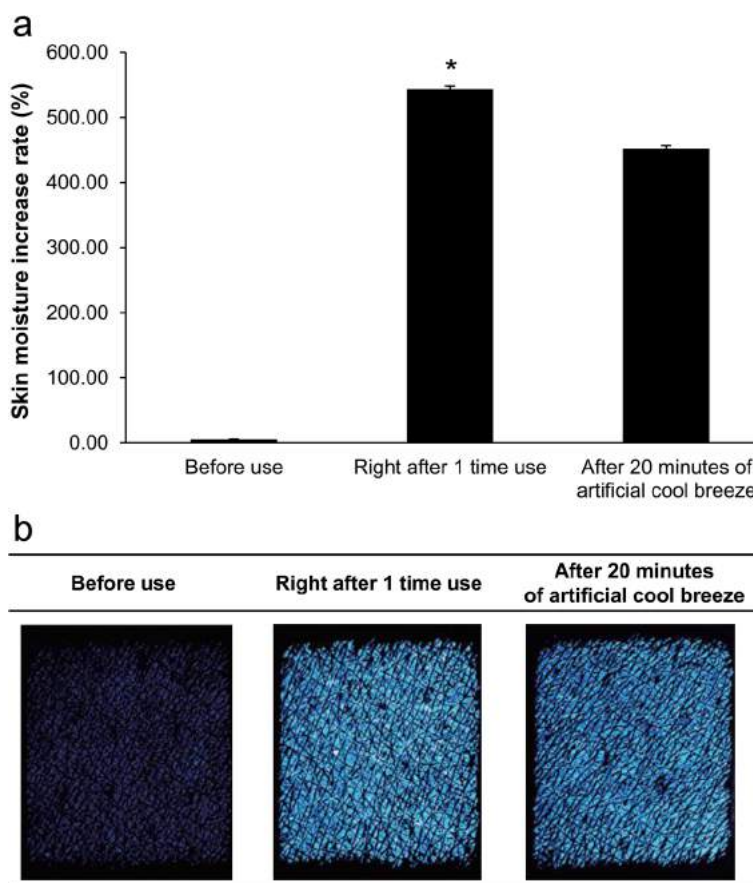 a
600.00
500.00
400.00
300.00
200.00
100.00
0.00
Skin moisture increase rate (%)
*
Before use
Right after 1 time use
After 20 minutes of
artificial cool breeze
b
Before use
Right after 1 time use
After 20 minutes
of artificial cool breeze